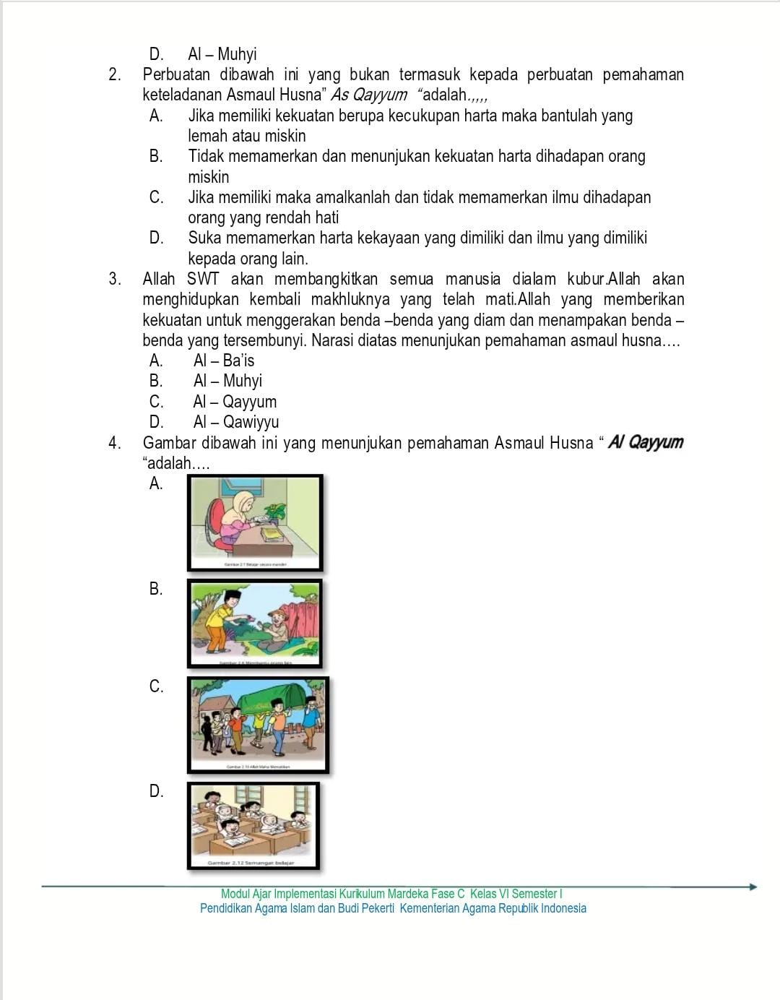 D. Al – Muhyi
2. Perbuatan dibawah ini yang bukan termasuk kepada perbuatan pemahaman
keteladanan Asmaul Husna” As Qayyum “adalah.,,,,
A. Jika memiliki kekuatan berupa kecukupan harta maka bantulah yang
lemah atau miskin
B. Tidak memamerkan dan menunjukan kekuatan harta dihadapan orang
miskin
C. Jika memiliki maka amalkanlah dan tidak memamerkan ilmu dihadapan
orang yang rendah hati
D. Suka memamerkan harta kekayaan yang dimiliki dan ilmu yang dimiliki
kepada orang lain.
3. Allah SWT akan membangkitkan semua manusia dialam kubur.Allah akan
menghidupkan kembali makhluknya yang telah mati.Allah yang memberikan
kekuatan untuk menggerakan benda –benda yang diam dan menampakan benda –
benda yang tersembunyi. Narasi diatas menunjukan pemahaman asmaul husna….
A. Al – Ba’is
B. Al – Muhyi
C. Al – Qayyum
D. Al – Qawiyyu
4. Gambar dibawah ini yang menunjukan pemahaman Asmaul Husna “ Al Qayyum
“adalah….
A.
Gambar 2.7 Belajar secara mandiri
B.
Gambar 2.6 Membantu orang lain
C.
Gambar 2.10 Allah Maha Mematikan
D.
Gambar 2.12 Semangat belajar
Modul Ajar Implementasi Kurikulum Mardeka Fase C Kelas VI Semester I
Pendidikan Agama Islam dan Budi Pekerti Kementerian Agama Republik Indonesia